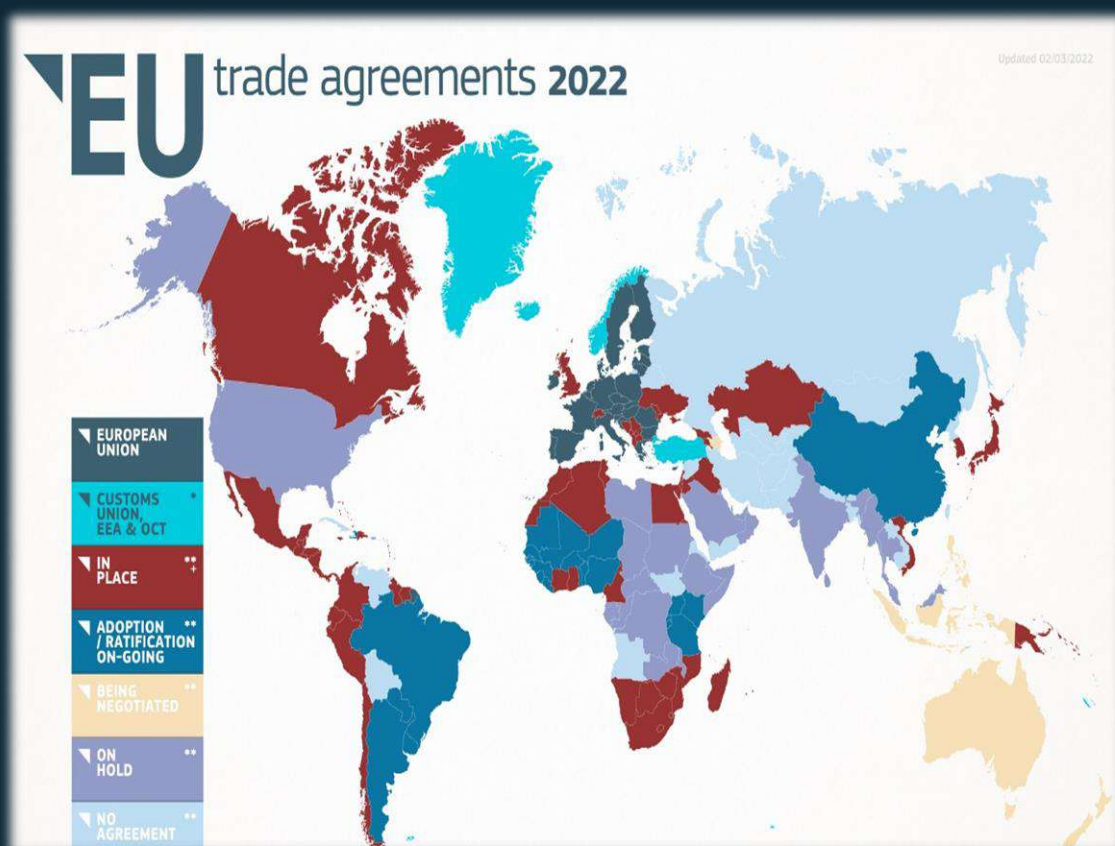 EU trade agreements 2022
Updated 02/03/2022
EUROPEAN
UNION
CUSTOMS *
UNION,
EEA & OCT
IN **
PLACE +
ADOPTION **
/ RATIFICATION
ON-GOING
BEING **
NEGOTIATED
ON **
HOLD
NO **
AGREEMENT